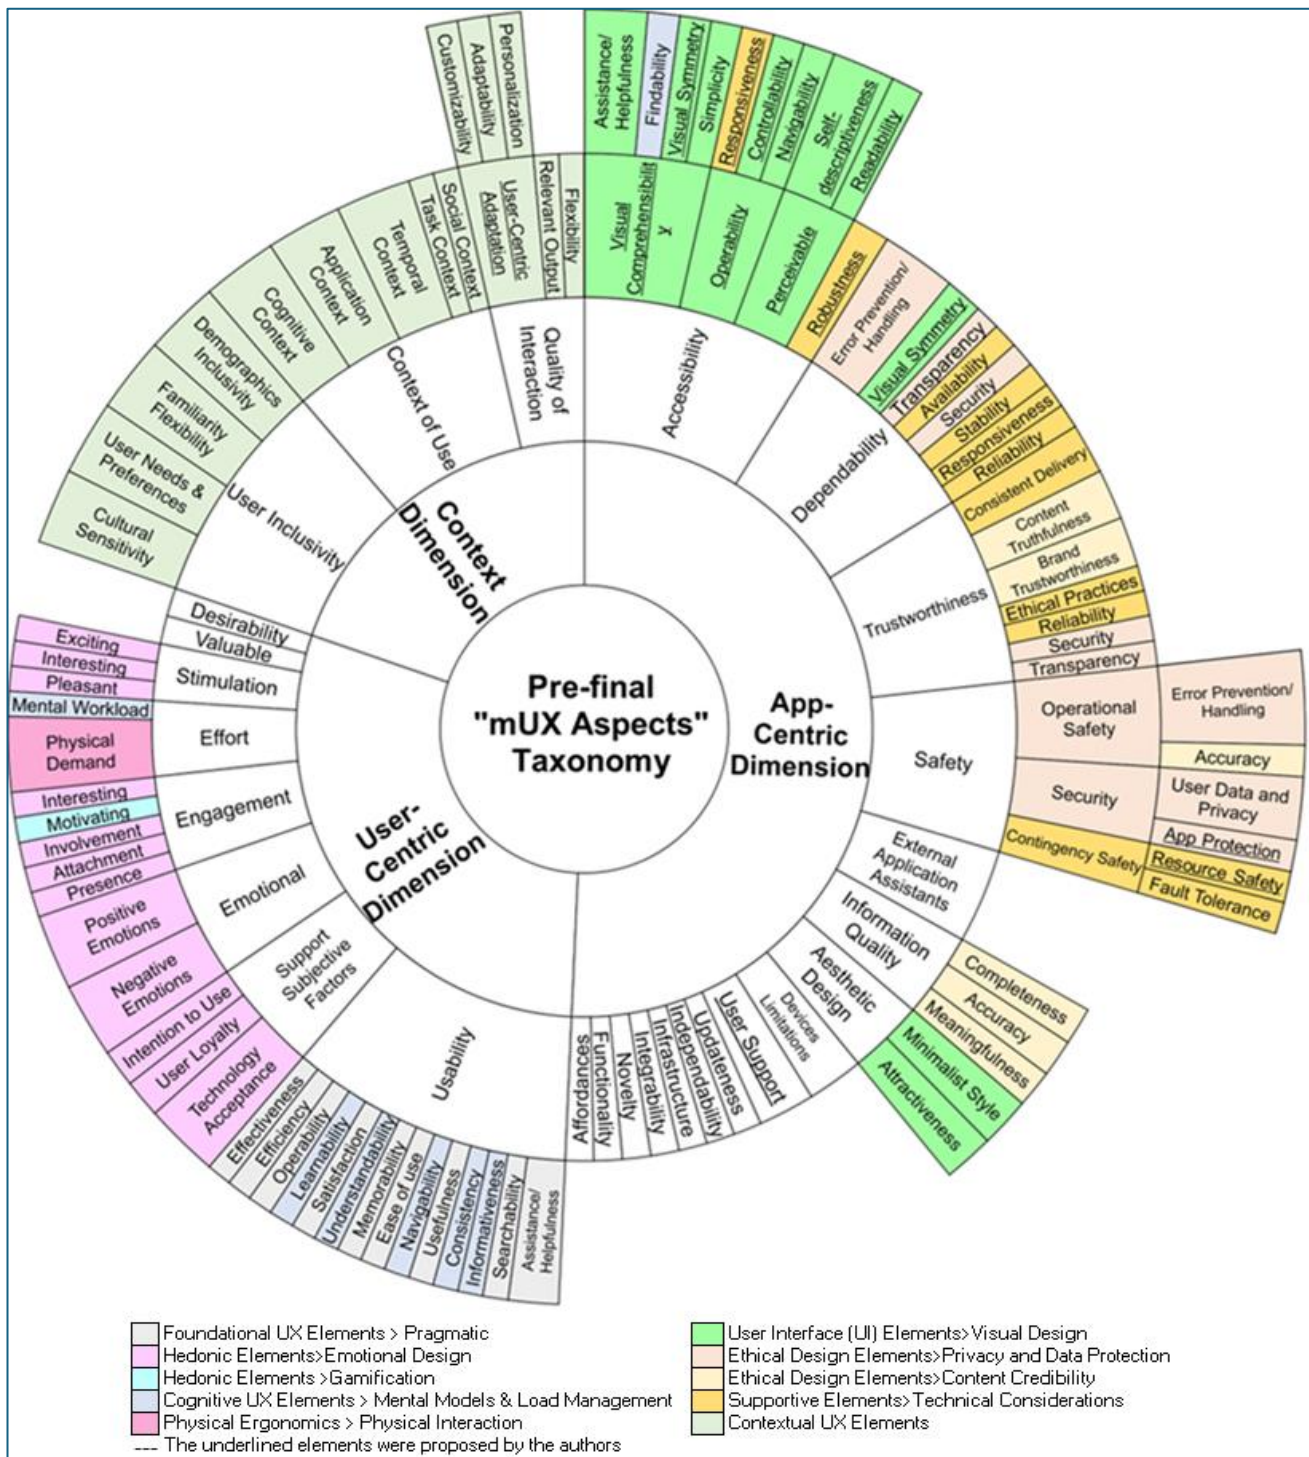 Pre-final
"mUX Aspects"
Taxonomy
Context
Dimension
App-
Centric
Dimension
User-
Centric
Dimension
Quality of
Interaction
Context of Use
User Inclusivity
Customizability
Adaptability
Personalization
User-Centric
Adaptation
Relevant Output
Flexibility
Social Context
Task Context
Temporal
Context
Application
Context
Cognitive
Context
Demographics
Inclusivity
Familiarity
Flexibility
User Needs &
Preferences
Cultural
Sensitivity
Accessibility
Visual
Comprehensibilit
y
Operability
Perceivable
Robustness
Assistance/
Helpfulness
Findability
Visual Symmetry
Simplicity
Responsiveness
Controllability
Navigability
Self-
descriptiveness
Readability
Dependability
Error Prevention/
Handling
Visual Symmetry
Transparency
Availability
Security
Stability
Responsiveness
Reliability
Consistent Delivery
Trustworthiness
Content
Truthfulness
Brand
Trustworthiness
Ethical Practices
Reliability
Security
Transparency
Safety
Operational
Safety
Error Prevention/
Handling
Accuracy
Security
User Data and
Privacy
App Protection
Contingency Safety
Resource Safety
Fault Tolerance
External
Application
Assistants
Information
Quality
Completeness
Accuracy
Meaningfulness
Aesthetic
Design
Minimalist Style
Attractiveness
Devices
Limitations
User Support
Updateness
Independability
Infrastructure
Integrability
Novelty
Functionality
Affordances
Desirability
Valuable
Stimulation
Exciting
Interesting
Pleasant
Effort
Mental Workload
Physical
Demand
Engagement
Interesting
Motivating
Involvement
Attachment
Presence
Emotional
Positive
Emotions
Negative
Emotions
Support
Subjective
Factors
Intention to Use
User Loyalty
Technology
Acceptance
Usability
Effectiveness
Efficiency
Operability
Learnability
Satisfaction
Understandability
Memorability
Ease of use
Navigability
Usefulness
Consistency
Informativeness
Searchability
Assistance/
Helpfulness
Foundational UX Elements > Pragmatic
Hedonic Elements>Emotional Design
Hedonic Elements >Gamification
Cognitive UX Elements > Mental Models & Load Management
Physical Ergonomics > Physical Interaction
--- The underlined elements were proposed by the authors
User Interface (UI) Elements>Visual Design
Ethical Design Elements>Privacy and Data Protection
Ethical Design Elements>Content Credibility
Supportive Elements>Technical Considerations
Contextual UX Elements